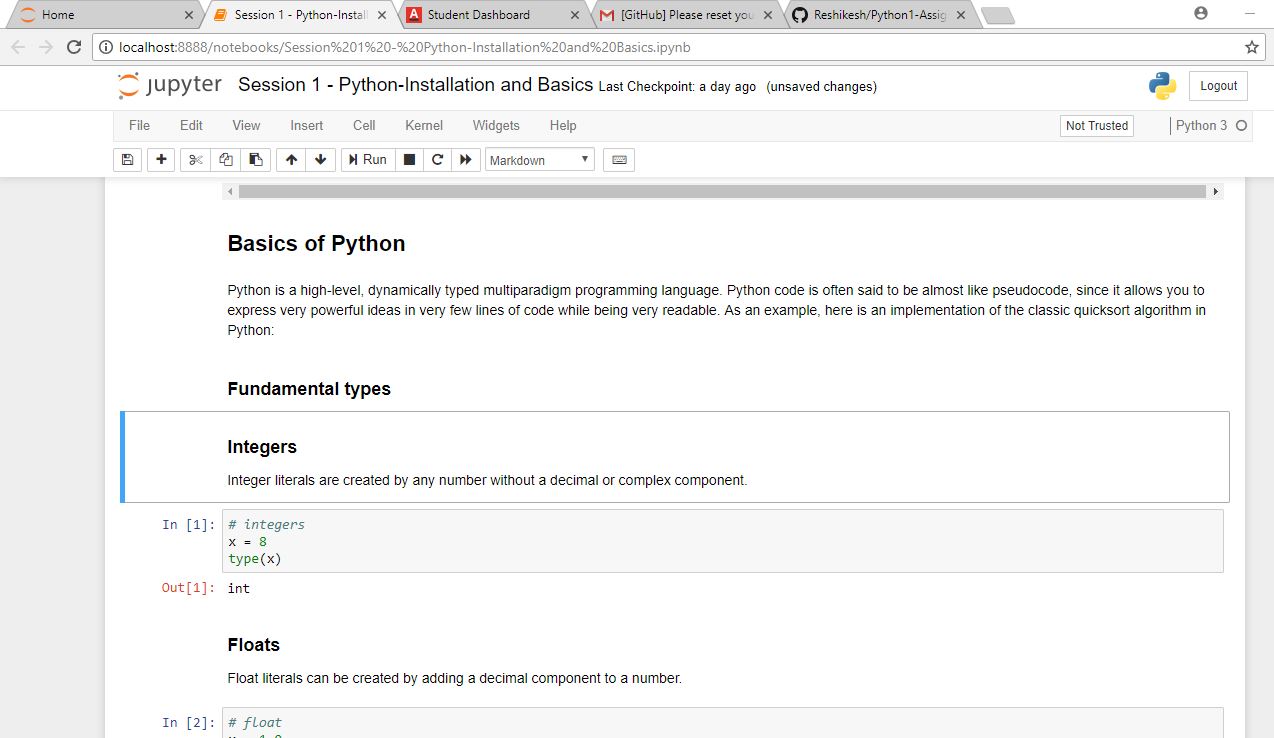 Home
Session 1 - Python-Install
Student Dashboard
[GitHub] Please reset you
Reshikesh/Python1-Assig
localhost:8888/notebooks/Session%201%20-%20Python-Installation%20and%20Basics.ipynb
jupyter Session 1 - Python-Installation and Basics Last Checkpoint: a day ago (unsaved changes)
Logout
File Edit View Insert Cell Kernel Widgets Help
Not Trusted
Python 3
Run
Markdown
Basics of Python
Python is a high-level, dynamically typed multiparadigm programming language. Python code is often said to be almost like pseudocode, since it allows you to
express very powerful ideas in very few lines of code while being very readable. As an example, here is an implementation of the classic quicksort algorithm in
Python:
Fundamental types
Integers
Integer literals are created by any number without a decimal or complex component.
In [1]: # integers
x = 8
type(x)
Out[1]: int
Floats
Float literals can be created by adding a decimal component to a number.
In [2]: # float